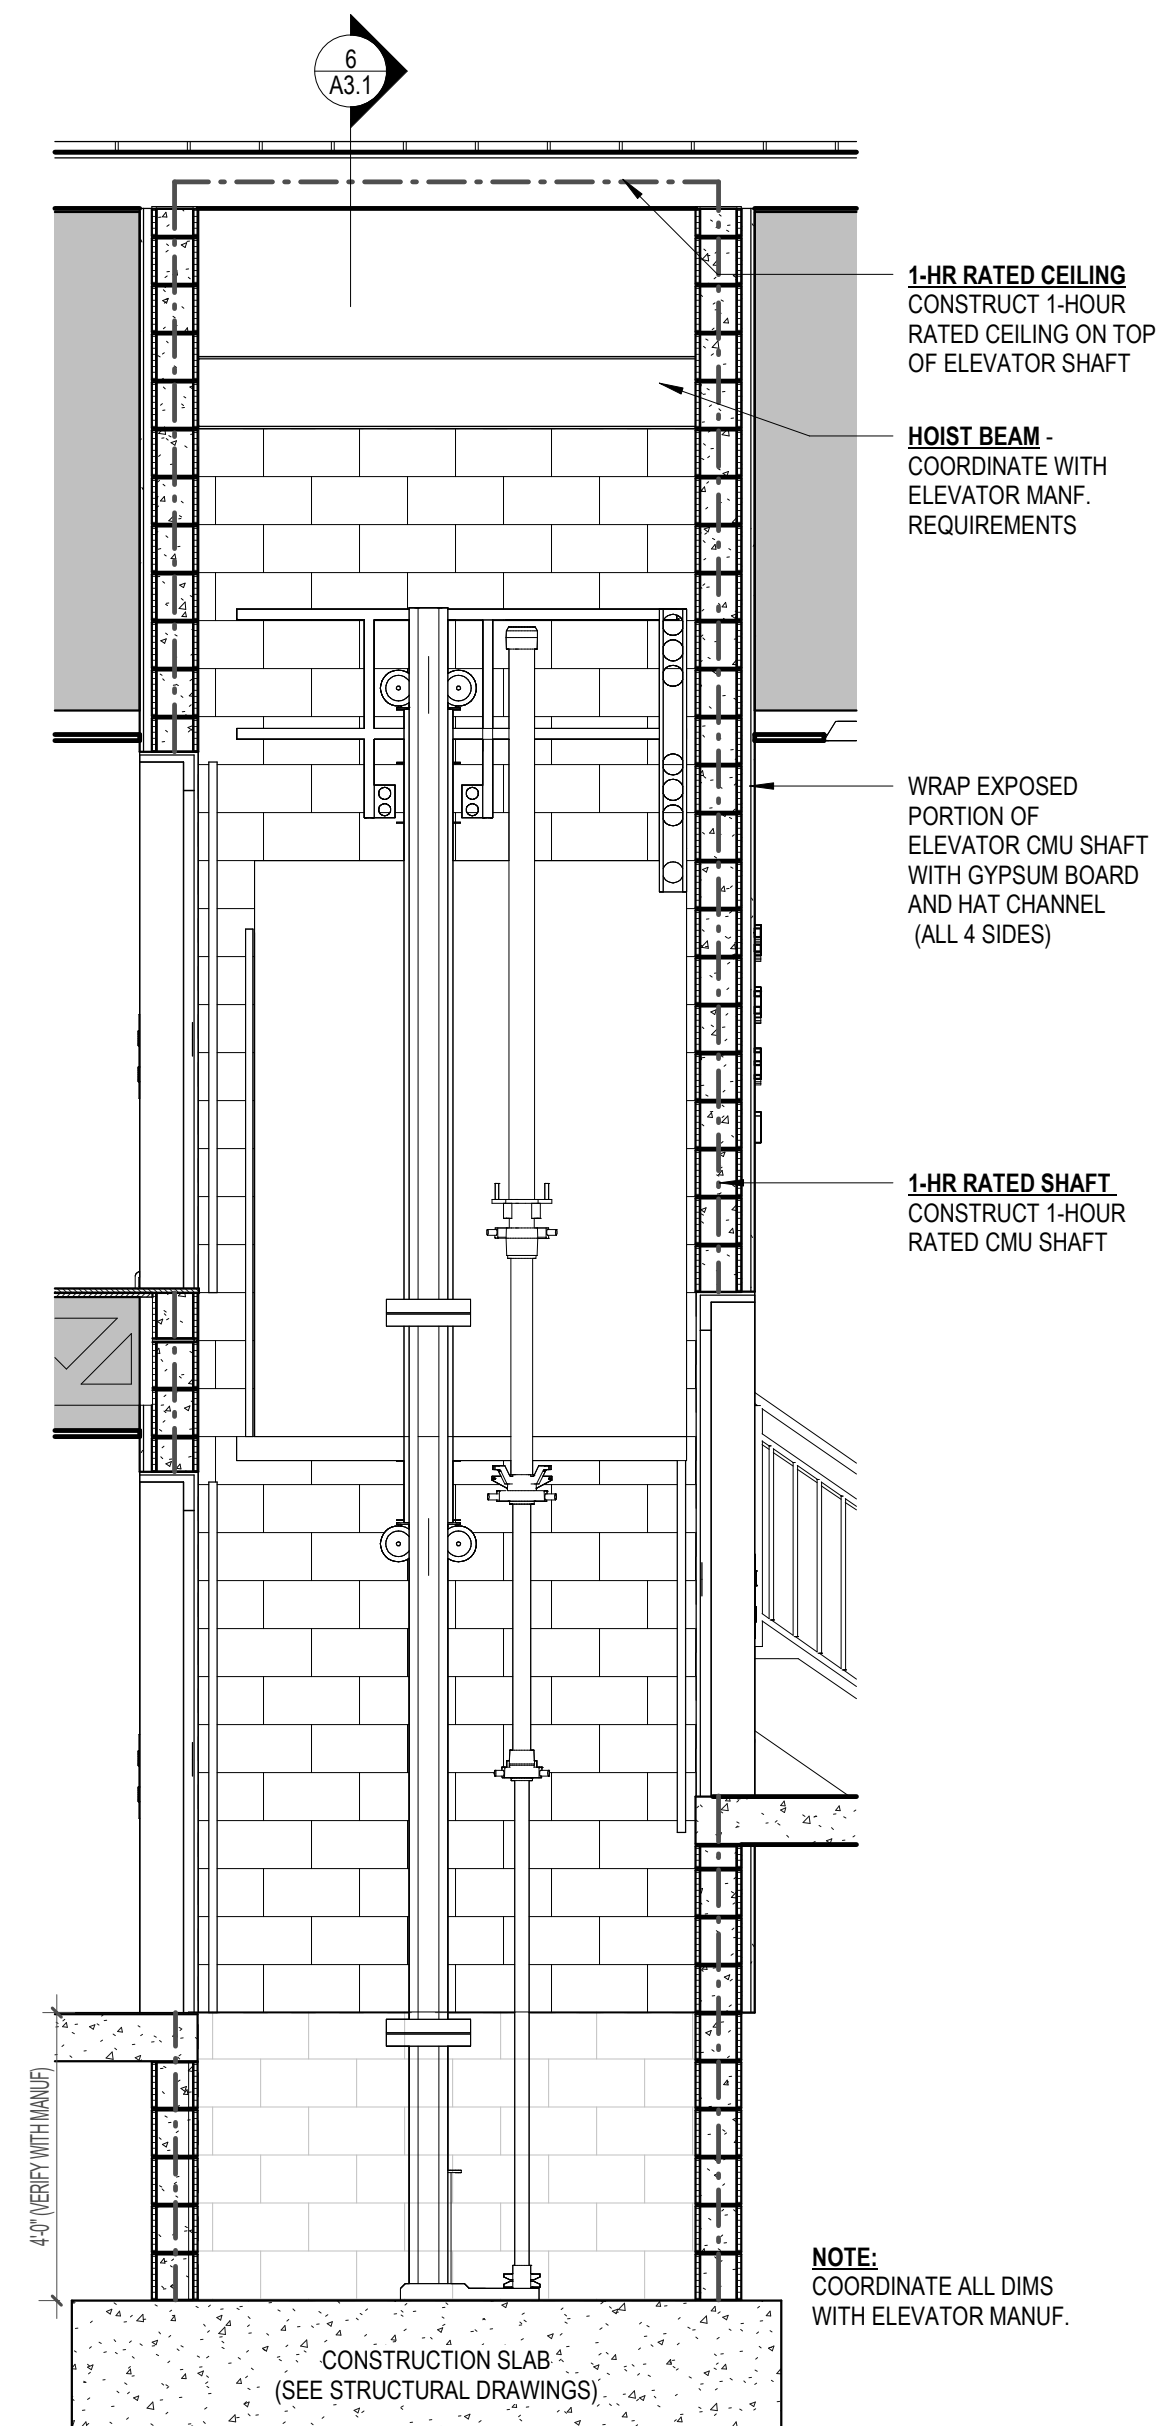 6
A3.1
1-HR RATED CEILING
CONSTRUCT 1-HOUR
RATED CEILING ON TOP
OF ELEVATOR SHAFT
HOIST BEAM -
COORDINATE WITH
ELEVATOR MANF.
REQUIREMENTS
WRAP EXPOSED
PORTION OF
ELEVATOR CMU SHAFT
WITH GYPSUM BOARD
AND HAT CHANNEL
(ALL 4 SIDES)
1-HR RATED SHAFT
CONSTRUCT 1-HOUR
RATED CMU SHAFT
4'-0" (VERIFY WITH MANUF)
NOTE:
COORDINATE ALL DIMS
WITH ELEVATOR MANUF.
CONSTRUCTION SLAB
(SEE STRUCTURAL DRAWINGS)